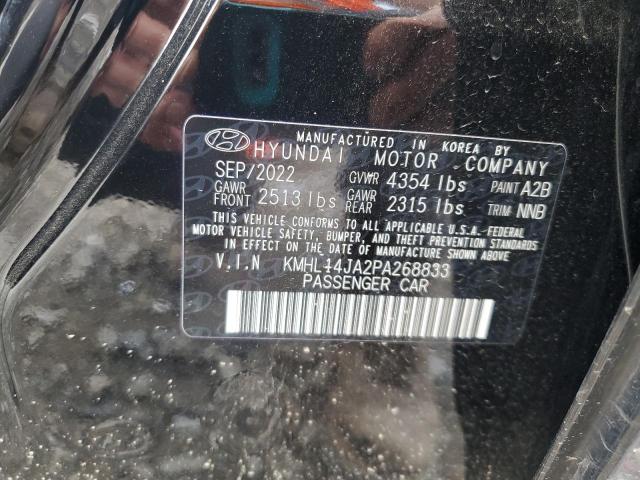 MANUFACTURED IN KOREA BY
HYUNDAI MOTOR COMPANY
SEP/2022 GVWR 4354 lbs PAINT A2B
GAWR FRONT 2513 lbs GAWR REAR 2315 lbs TRIM NNB
THIS VEHICLE CONFORMS TO ALL APPLICABLE U.S.A.-FEDERAL
MOTOR VEHICLE SAFETY, BUMPER, AND THEFT PREVENTION STANDARDS
IN EFFECT ON THE DATE OF MANUFACTURE SHOWN ABOVE
V.I.N KMHL14JA2PA268833
PASSENGER CAR